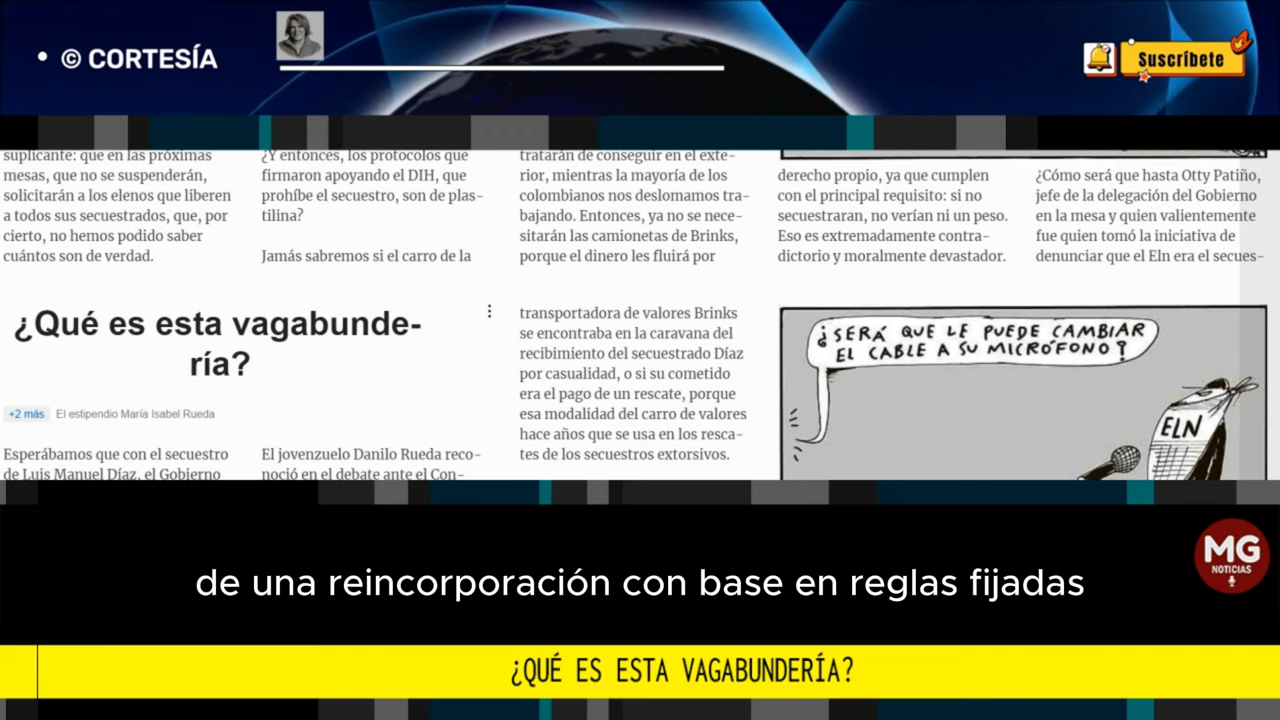 • © CORTESÍA
Suscríbete
suplicante: que en las próximas
mesas, que no se suspenderán,
solicitarán a los elenos que liberen
a todos sus secuestrados, que, por
cierto, no hemos podido saber
cuántos son de verdad.
¿Y entonces, los protocolos que
firmaron apoyando el DIH, que
prohíbe el secuestro, son de plas-
tilina?
Jamás sabremos si el carro de la
tratarán de conseguir en el exte-
rior, mientras la mayoría de los
colombianos nos deslomamos tra-
bajando. Entonces, ya no se nece-
sitarán las camionetas de Brinks,
porque el dinero les fluirá por
derecho propio, ya que cumplen
con el principal requisito: si no
secuestraran, no verían ni un peso.
Eso es extremadamente contra-
dictorio y moralmente devastador.
¿Cómo será que hasta Otty Patiño,
jefe de la delegación del Gobierno
en la mesa y quien valientemente
fue quien tomó la iniciativa de
denunciar que el Eln era el secues-
¿Qué es esta vagabunde-
ría?
+2 más El estipendio María Isabel Rueda
Esperábamos que con el secuestro
de Luis Manuel Díaz, el Gobierno
El jovenzuelo Danilo Rueda reco-
noció en el debate ante el Con-
transportadora de valores Brinks
se encontraba en la caravana del
recibimiento del secuestrado Díaz
por casualidad, o si su cometido
era el pago de un rescate, porque
esa modalidad del carro de valores
hace años que se usa en los resca-
tes de los secuestros extorsivos.
¿SERÁ QUE LE PUEDE CAMBIAR
EL CABLE A SU MICRÓFONO?
ELN
MG
NOTICIAS
de una reincorporación con base en reglas fijadas
¿QUÉ ES ESTA VAGABUNDERÍA?